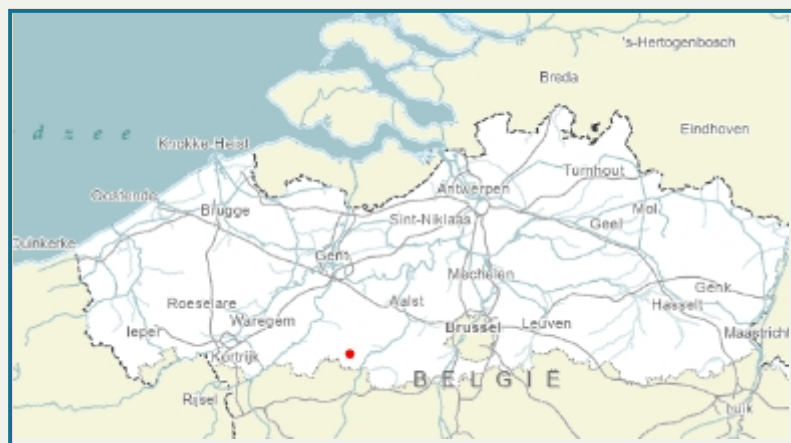 's-Hertogenbosch
Breda
Eindhoven
d z e e
Knokke-Heist
Turnhout
Antwerpen
Oostende
Mol
Brugge
Sint-Niklaas
Geel
Duinkerke
Gent
Mechelen
Genk
Roeselare
Aalst
Hasselt
Waregem
Brussel
Leuven
Ieper
Maastricht
Kortrijk
BELGIË
Rijsel
Luik